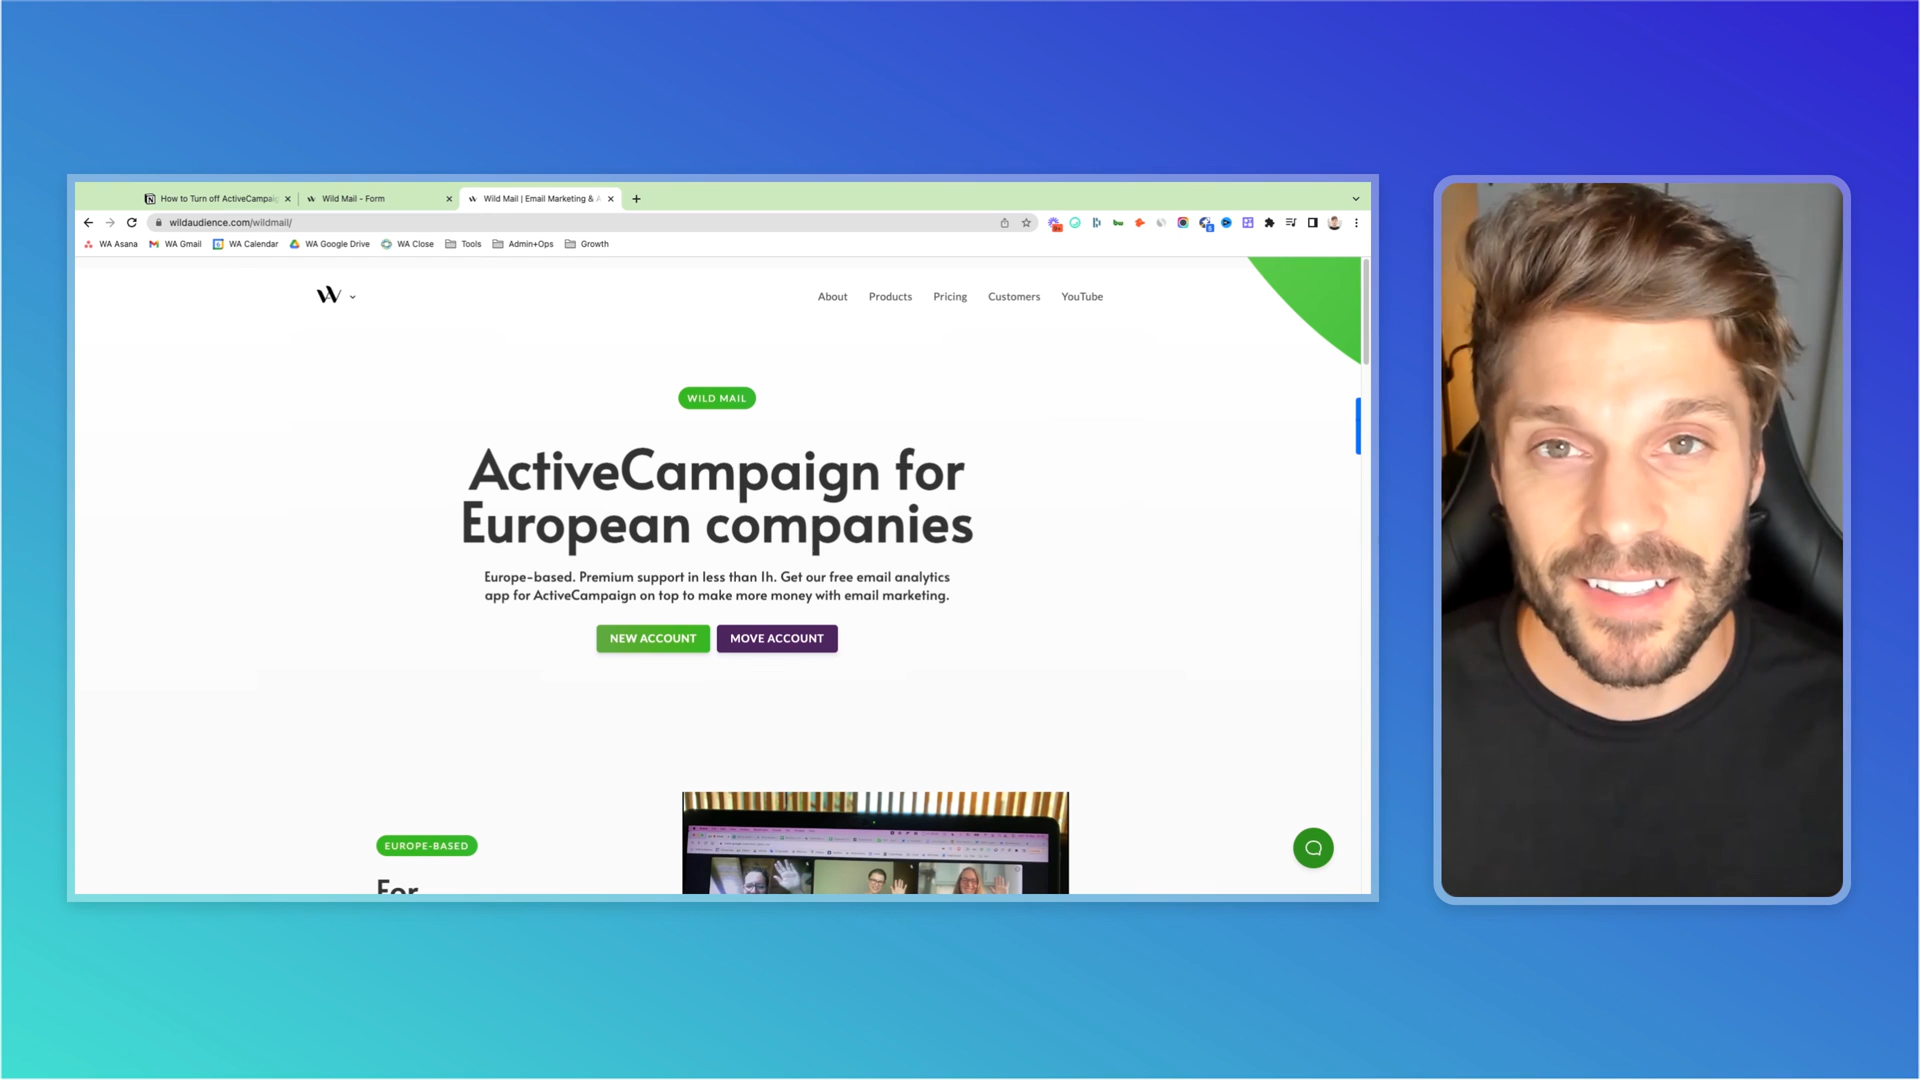 How to Turn off ActiveCampai
Wild Mail - Form
Wild Mail | Email Marketing & A
wildaudience.com/wildmail/
WA Asana
WA Gmail
WA Calendar
WA Google Drive
WA Close
Tools
Admin+Ops
Growth
About
Products
Pricing
Customers
YouTube
WILD MAIL
ActiveCampaign for
European companies
Europe-based. Premium support in less than 1h. Get our free email analytics
app for ActiveCampaign on top to make more money with email marketing.
NEW ACCOUNT
MOVE ACCOUNT
EUROPE-BASED
For